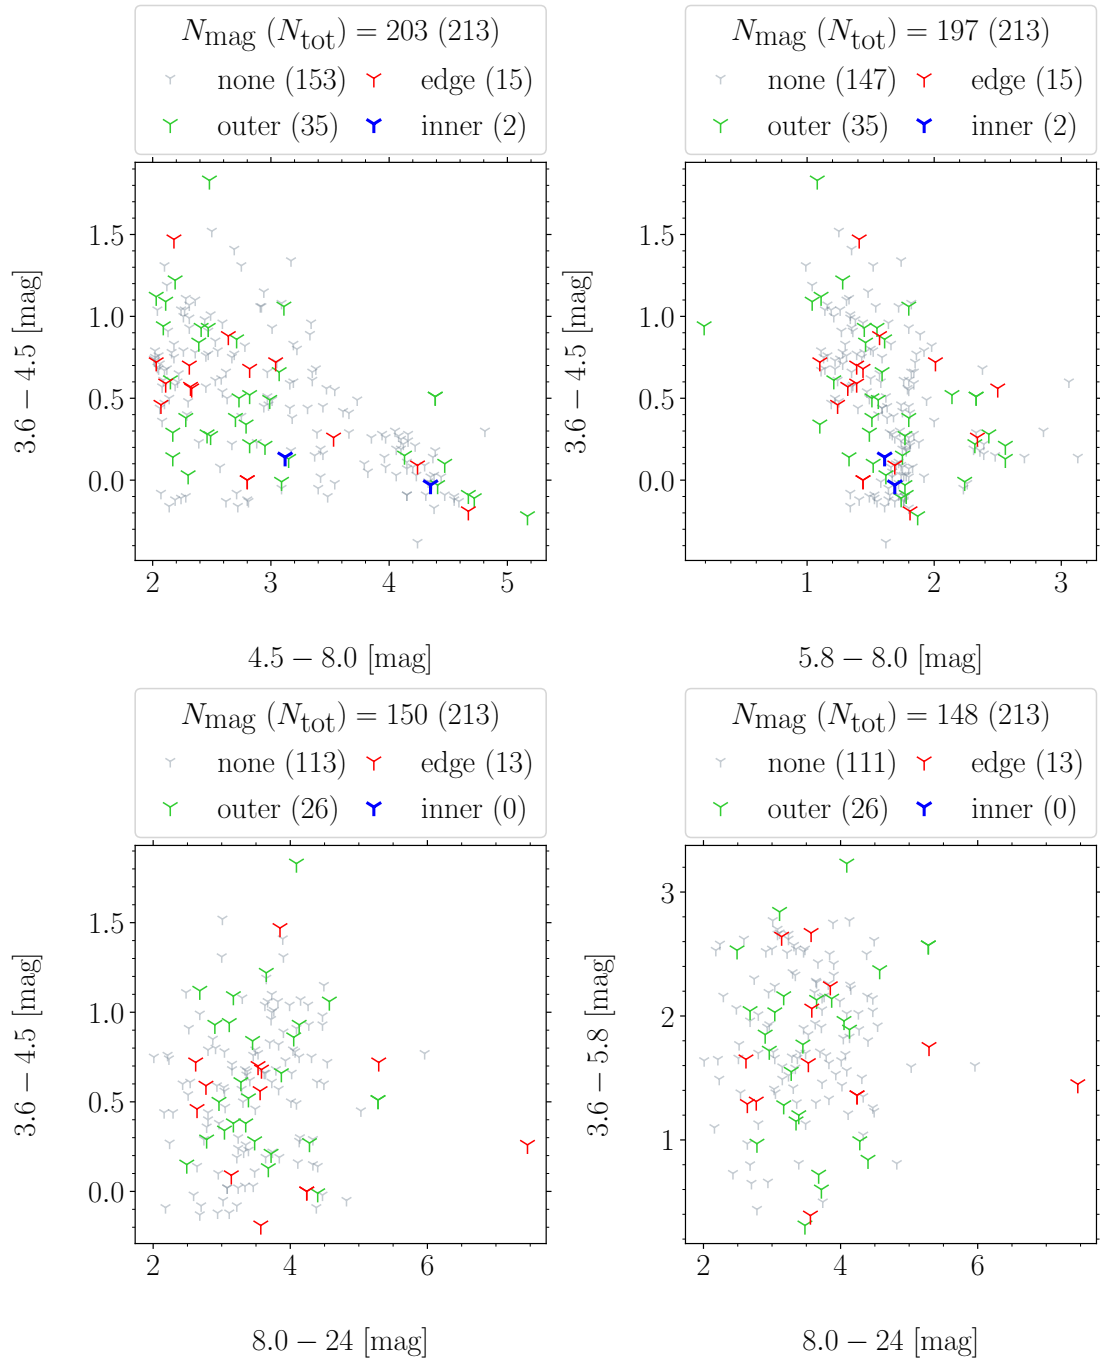 N_mag (N_tot) = 203 (213)
none (153) edge (15)
outer (35) inner (2)
1.5
1.0
0.5
0.0
3.6 − 4.5 [mag]
2 3 4 5
4.5 − 8.0 [mag]
N_mag (N_tot) = 197 (213)
none (147) edge (15)
outer (35) inner (2)
1.5
1.0
0.5
0.0
3.6 − 4.5 [mag]
1 2 3
5.8 − 8.0 [mag]
N_mag (N_tot) = 150 (213)
none (113) edge (13)
outer (26) inner (0)
1.5
1.0
0.5
0.0
3.6 − 4.5 [mag]
2 4 6
8.0 − 24 [mag]
N_mag (N_tot) = 148 (213)
none (111) edge (13)
outer (26) inner (0)
3
2
1
3.6 − 5.8 [mag]
2 4 6
8.0 − 24 [mag]